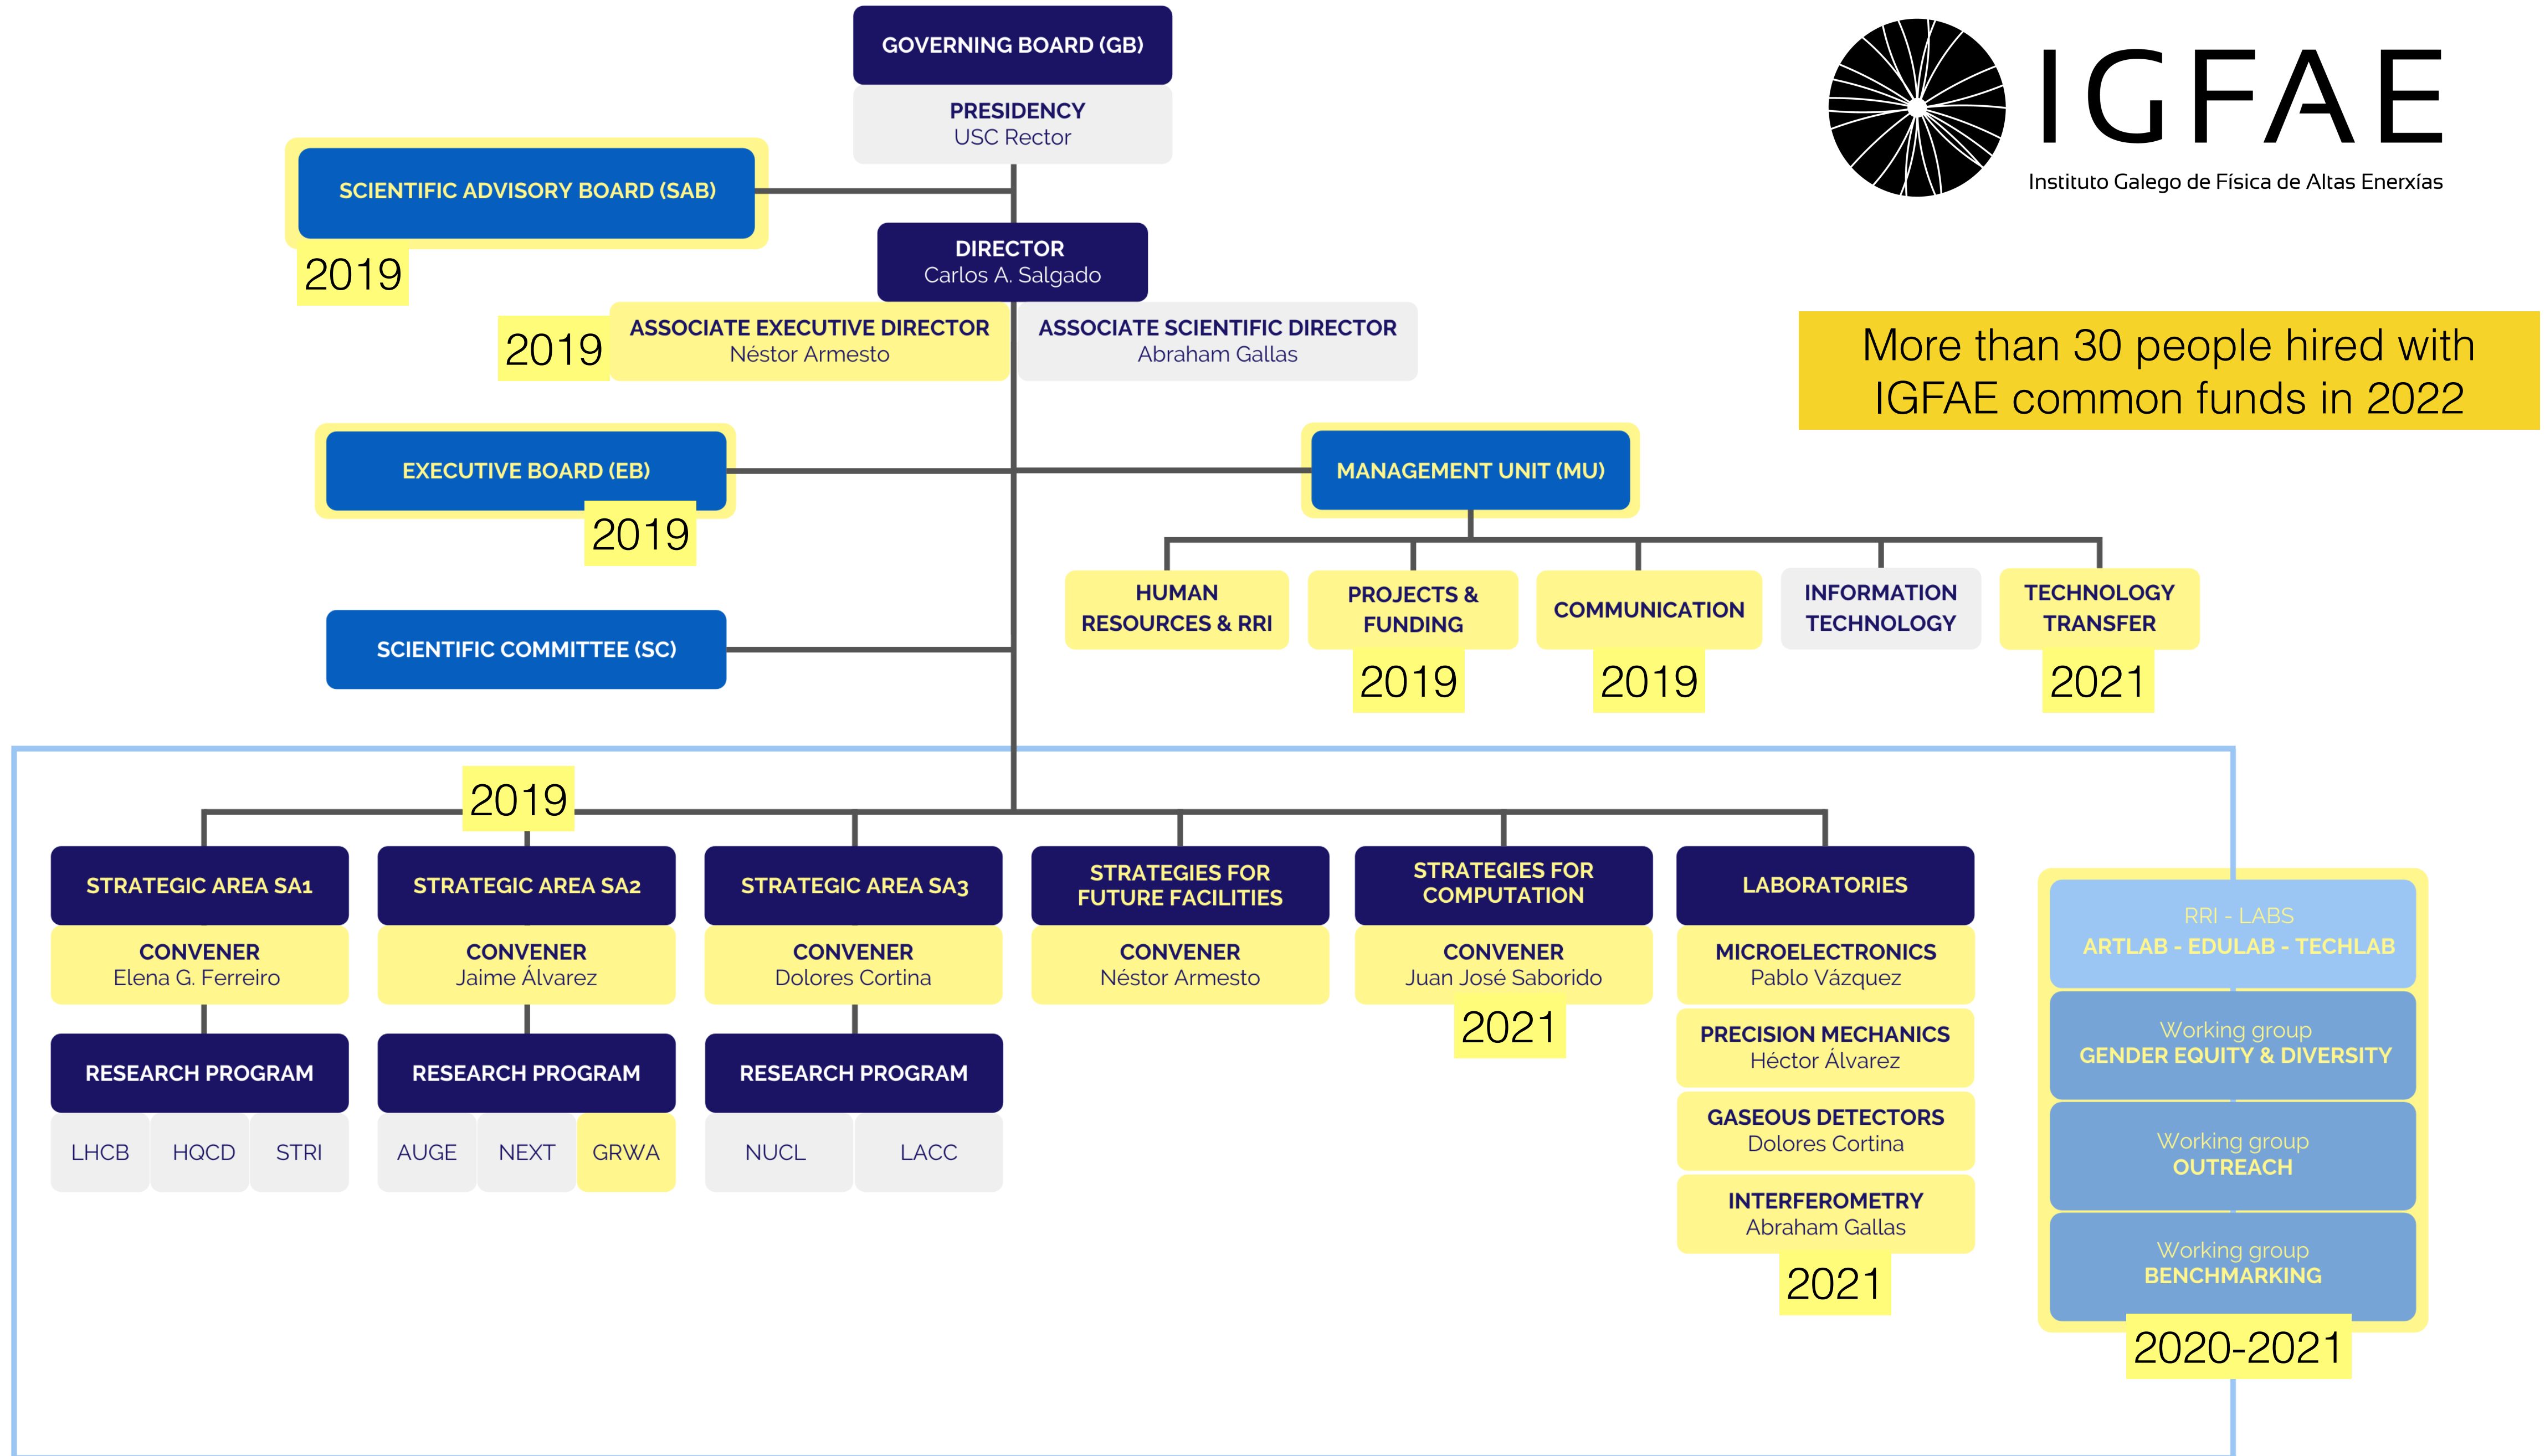 GOVERNING BOARD (GB)
PRESIDENCY
USC Rector
IGFAE
Instituto Galego de Física de Altas Enerxías
SCIENTIFIC ADVISORY BOARD (SAB)
2019
DIRECTOR
Carlos A. Salgado
2019
ASSOCIATE EXECUTIVE DIRECTOR
Néstor Armesto
ASSOCIATE SCIENTIFIC DIRECTOR
Abraham Gallas
More than 30 people hired with
IGFAE common funds in 2022
EXECUTIVE BOARD (EB)
2019
MANAGEMENT UNIT (MU)
HUMAN
RESOURCES & RRI
PROJECTS &
FUNDING
2019
COMMUNICATION
2019
INFORMATION
TECHNOLOGY
TECHNOLOGY
TRANSFER
2021
SCIENTIFIC COMMITTEE (SC)
2019
STRATEGIC AREA SA1
CONVENER
Elena G. Ferreiro
RESEARCH PROGRAM
LHCB
HQCD
STRI
STRATEGIC AREA SA2
CONVENER
Jaime Álvarez
RESEARCH PROGRAM
AUGE
NEXT
GRWA
STRATEGIC AREA SA3
CONVENER
Dolores Cortina
RESEARCH PROGRAM
NUCL
LACC
STRATEGIES FOR
FUTURE FACILITIES
CONVENER
Néstor Armesto
STRATEGIES FOR
COMPUTATION
CONVENER
Juan José Saborido
2021
LABORATORIES
MICROELECTRONICS
Pablo Vázquez
PRECISION MECHANICS
Héctor Álvarez
GASEOUS DETECTORS
Dolores Cortina
INTERFEROMETRY
Abraham Gallas
2021
RRI - LABS
ARTLAB - EDULAB - TECHLAB
Working group
GENDER EQUITY & DIVERSITY
Working group
OUTREACH
Working group
BENCHMARKING
2020-2021